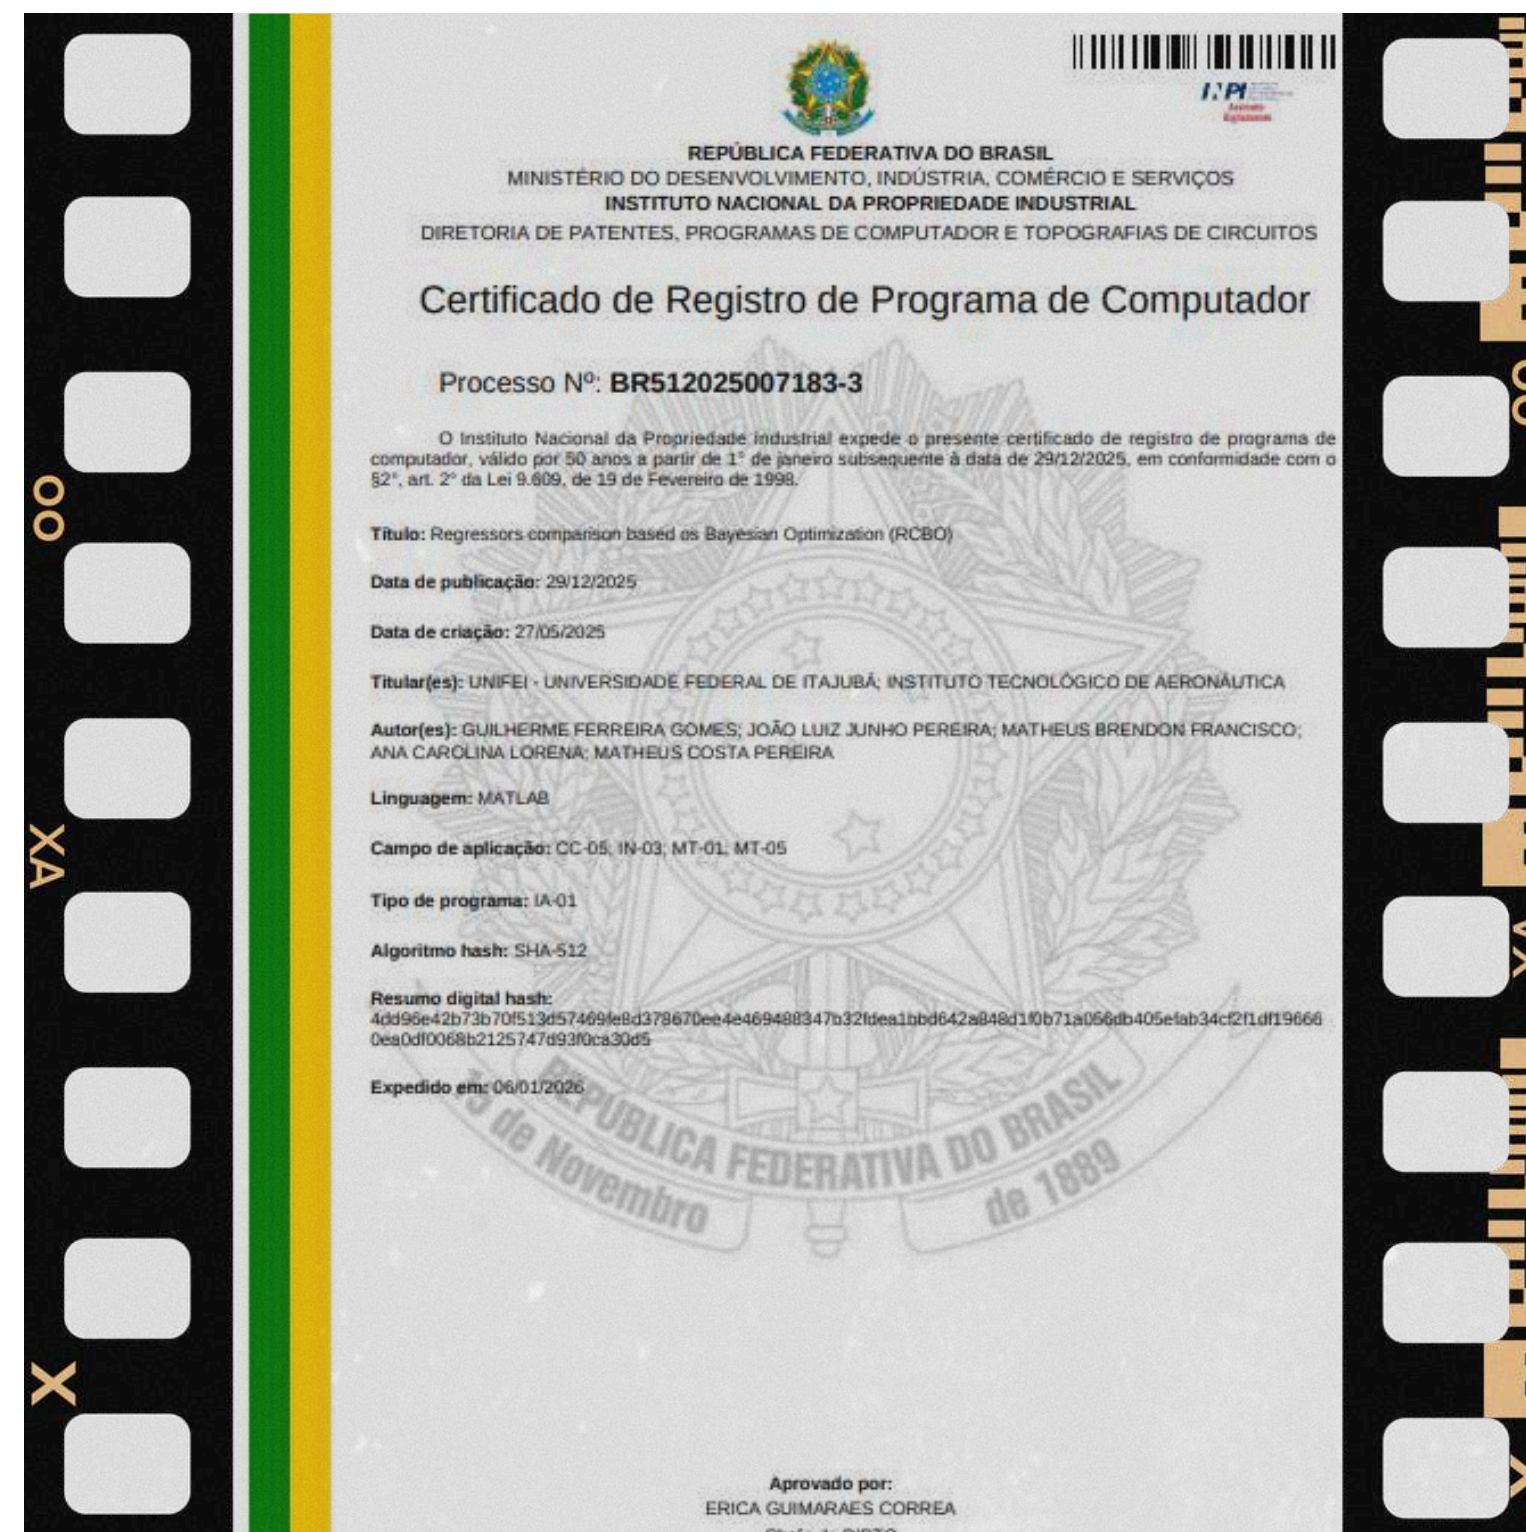 INPI
Assinado
Digitalmente
REPÚBLICA FEDERATIVA DO BRASIL
MINISTÉRIO DO DESENVOLVIMENTO, INDÚSTRIA, COMÉRCIO E SERVIÇOS
INSTITUTO NACIONAL DA PROPRIEDADE INDUSTRIAL
DIRETORIA DE PATENTES, PROGRAMAS DE COMPUTADOR E TOPOGRAFIAS DE CIRCUITOS
Certificado de Registro de Programa de Computador
Processo Nº: BR512025007183-3
O Instituto Nacional da Propriedade Industrial expede o presente certificado de registro de programa de
computador, válido por 50 anos a partir de 1° de janeiro subsequente à data de 29/12/2025, em conformidade com o
§2°, art. 2° da Lei 9.609, de 19 de Fevereiro de 1998.
Título: Regressors comparison based os Bayesian Optimization (RCBO)
Data de publicação: 29/12/2025
Data de criação: 27/05/2025
Titular(es): UNIFEI - UNIVERSIDADE FEDERAL DE ITAJUBÁ; INSTITUTO TECNOLÓGICO DE AERONÁUTICA
Autor(es): GUILHERME FERREIRA GOMES; JOÃO LUIZ JUNHO PEREIRA; MATHEUS BRENDON FRANCISCO;
ANA CAROLINA LORENA; MATHEUS COSTA PEREIRA
Linguagem: MATLAB
Campo de aplicação: CC-05; IN-03; MT-01; MT-05
Tipo de programa: IA-01
Algoritmo hash: SHA-512
Resumo digital hash:
4dd96e42b73b70f513d57469fe8d378670ee4e469488347b32fdea1bbd642a848d1f0b71a056db405efab34cf2f1df19666
0ea0df0068b2125747d93f0ca30d5
Expedido em: 06/01/2026
REPUBLICA FEDERATIVA DO BRASIL
15 de Novembro
de 1889
Aprovado por:
ERICA GUIMARAES CORREA
OO
XA
X